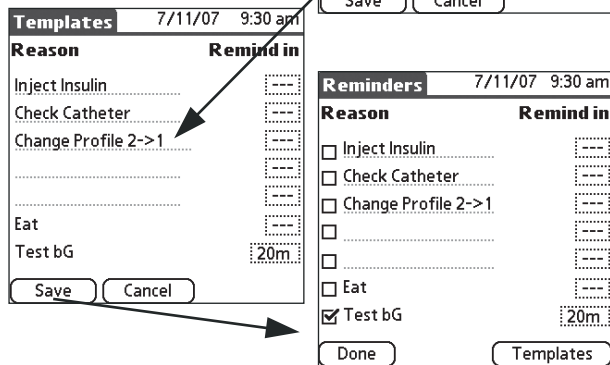 Save Cancel
Templates 7/11/07 9:30 am
Reason Remind in
Inject Insulin ---
Check Catheter ---
Change Profile 2->1 ---
---
---
Eat ---
Test bG 20m
Save Cancel
Reminders 7/11/07 9:30 am
Reason Remind in
Inject Insulin ---
Check Catheter ---
Change Profile 2->1 ---
---
---
Eat ---
Test bG 20m
Done Templates